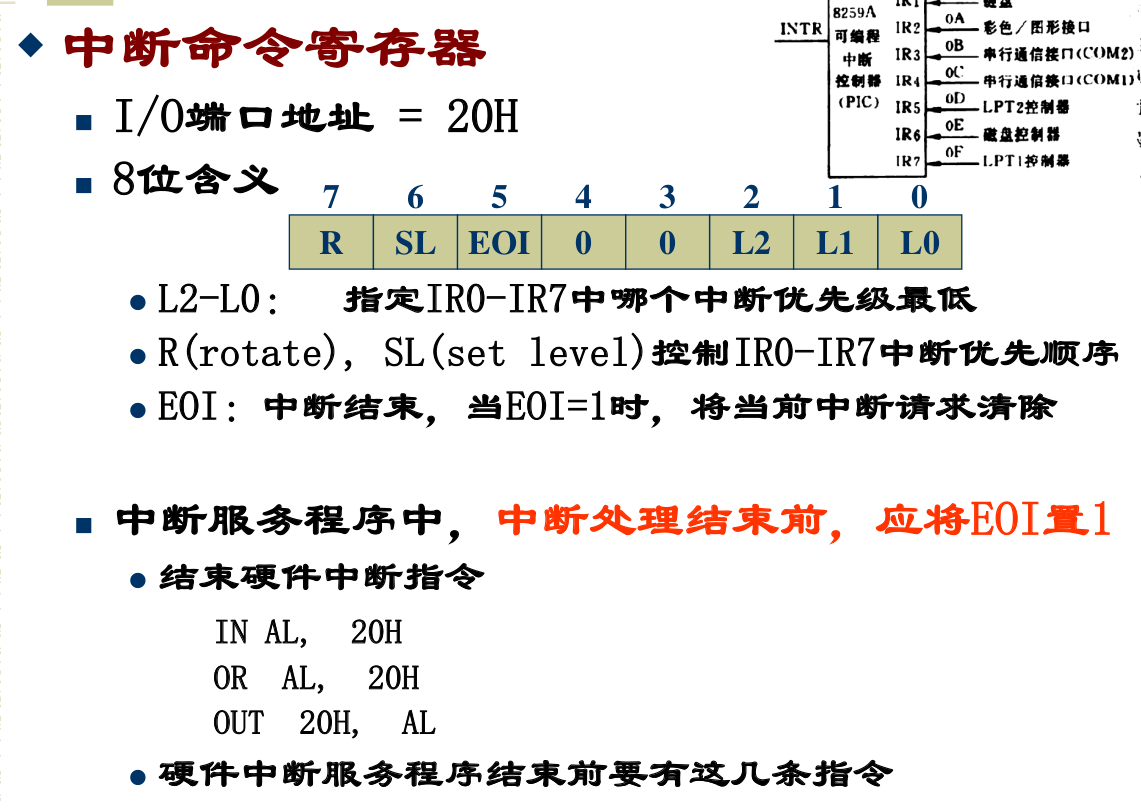 中断命令寄存器
I/O端口地址 = 20H
8位含义
INTR
8259A
可编程
中断
控制器
(PIC)
IR1 键盘
IR2 0A 彩色/图形接口
IR3 0B 串行通信接口(COM2)
IR4 0C 串行通信接口(COM1)
IR5 0D LPT2控制器
IR6 0E 磁盘控制器
IR7 0F LPT1控制器
7 6 5 4 3 2 1 0
R SL EOI 0 0 L2 L1 L0
L2-L0: 指定IR0-IR7中哪个中断优先级最低
R(rotate), SL(set level)控制IR0-IR7中断优先顺序
EOI: 中断结束, 当EOI=1时, 将当前中断请求清除
中断服务程序中, 中断处理结束前, 应将EOI置1
结束硬件中断指令
IN AL, 20H
OR AL, 20H
OUT 20H, AL
硬件中断服务程序结束前要有这几条指令